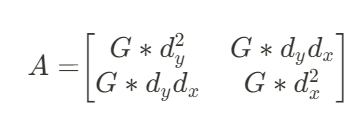 A = [ G * d_y^2   G * d_y d_x
G * d_y d_x   G * d_x^2 ]